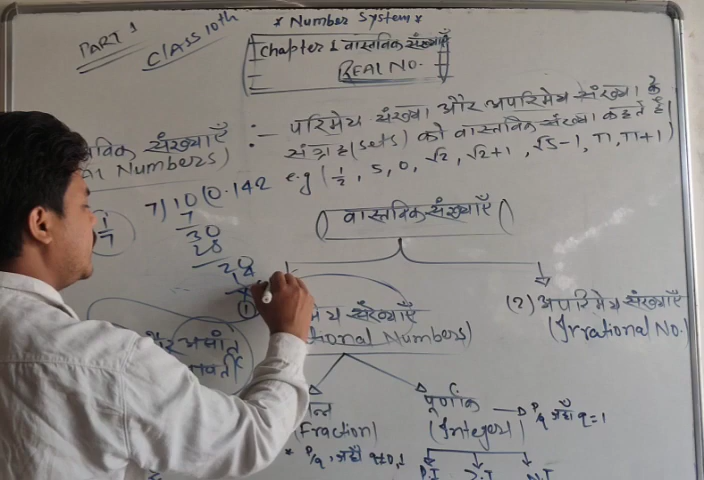 * Number System *
PART 1
CLASS 10th
Chapter 1 वास्तविक संख्याएँ
REAL NO.
संख्याएँ :- परिमेय संख्या और अपरिमेय संख्या के
Numbers) संग्रह (sets) को वास्तविक संख्या कहते हैं
e.g ( 1/2, 5, 0, √2, √2+1, √5-1, π, π+1)
1/7
7)10(0.142
7
30
28
20
14
( वास्तविक संख्याएँ )
संख्याएँ
Numbers)
(2) अपरिमेय संख्याएँ
(Irrational No.)
Fraction)
* P/q, जहाँ q≠0,1
पूर्णांक → P/q जहाँ q=1
(Integers)
P.I
N.I